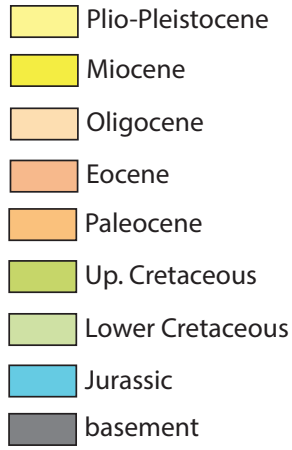 Plio-Pleistocene
Miocene
Oligocene
Eocene
Paleocene
Up. Cretaceous
Lower Cretaceous
Jurassic
basement